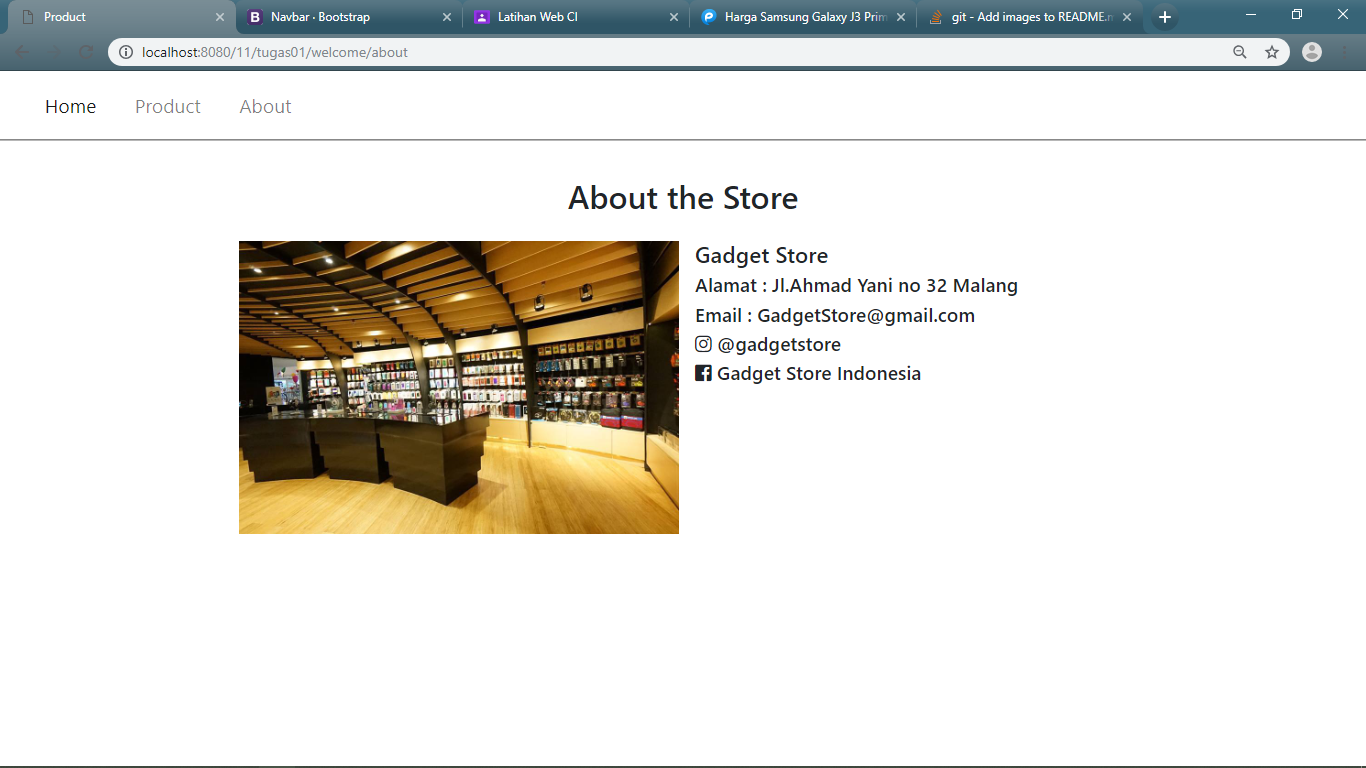 Product
Navbar · Bootstrap
Latihan Web CI
Harga Samsung Galaxy J3 Prim
git - Add images to README.m
localhost:8080/11/tugas01/welcome/about
Home
Product
About
About the Store
Gadget Store
Alamat : Jl.Ahmad Yani no 32 Malang
Email : GadgetStore@gmail.com
@gadgetstore
Gadget Store Indonesia